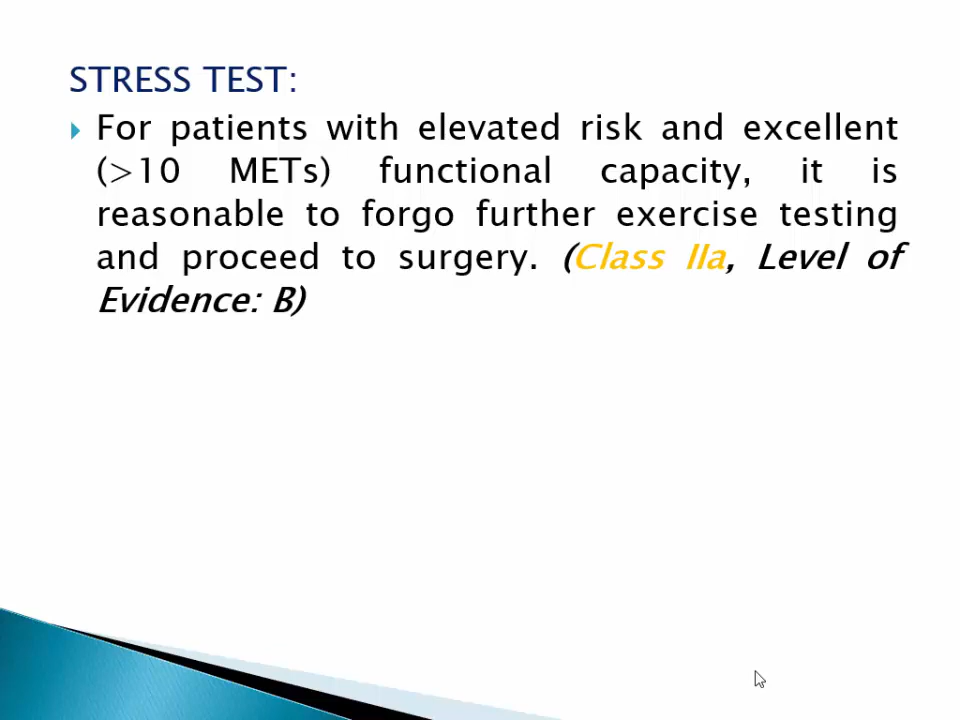 STRESS TEST:
For patients with elevated risk and excellent
(>10 METs) functional capacity, it is
reasonable to forgo further exercise testing
and proceed to surgery. (Class IIa, Level of
Evidence: B)